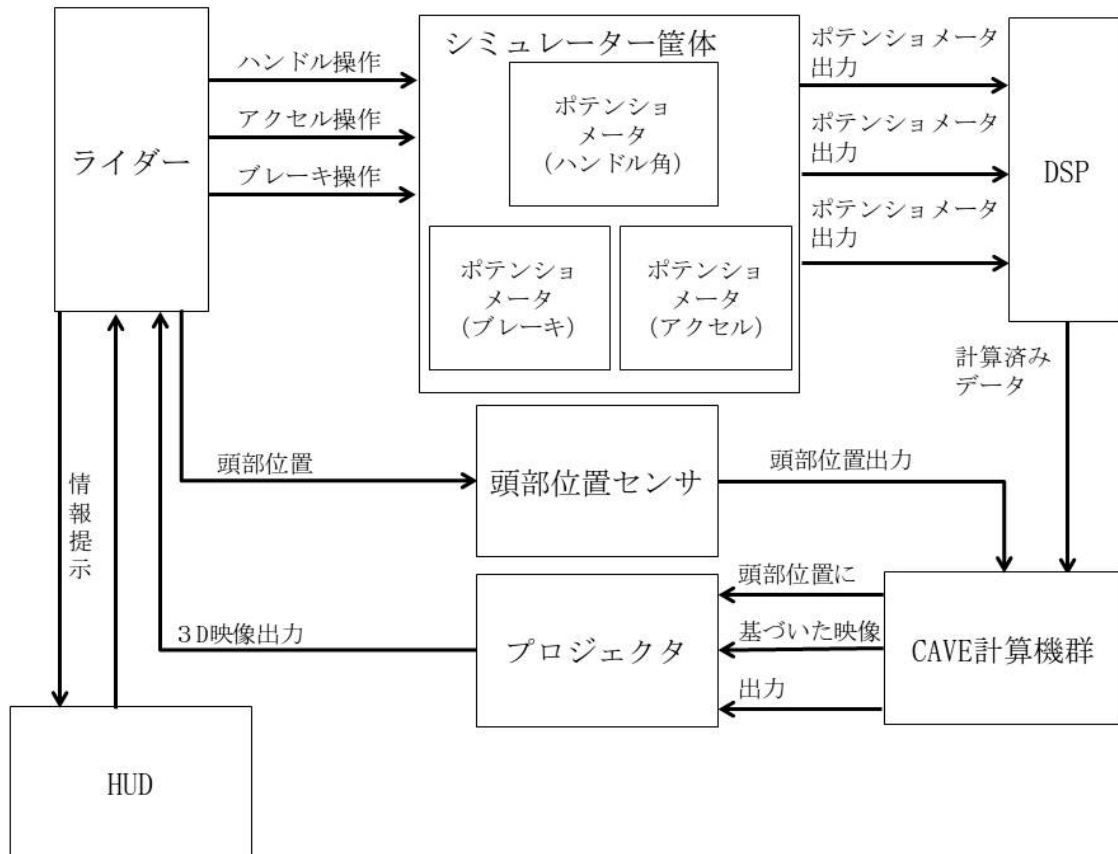 ライダー
ハンドル操作
アクセル操作
ブレーキ操作
シミュレーター筐体
ポテンショ
メータ
(ハンドル角)
ポテンショ
メータ
(ブレーキ)
ポテンショ
メータ
(アクセル)
ポテンショメータ
出力
ポテンショメータ
出力
ポテンショメータ
出力
DSP
計算済み
データ
頭部位置
頭部位置センサ
頭部位置出力
情報提示
3D映像出力
プロジェクタ
頭部位置に
基づいた映像
出力
CAVE計算機群
HUD